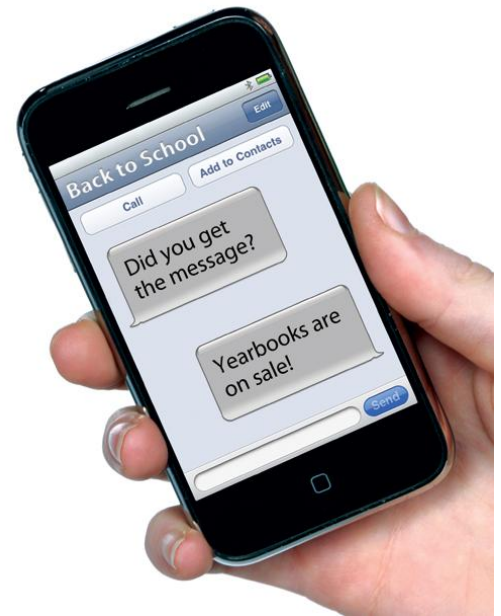 Back to School
Edit
Call
Add to Contacts
Did you get
the message?
Yearbooks are
on sale!
Send